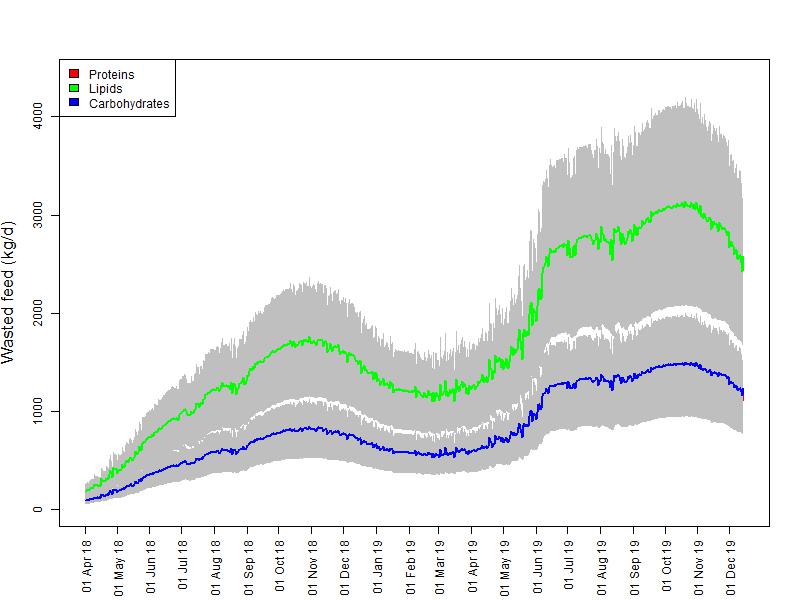 Proteins
Lipids
Carbohydrates
Wasted feed (kg/d)
4000
3000
2000
1000
0
01 Apr 18
01 May 18
01 Jun 18
01 Jul 18
01 Aug 18
01 Sep 18
01 Oct 18
01 Nov 18
01 Dec 18
01 Jan 19
01 Feb 19
01 Mar 19
01 Apr 19
01 May 19
01 Jun 19
01 Jul 19
01 Aug 19
01 Sep 19
01 Oct 19
01 Nov 19
01 Dec 19